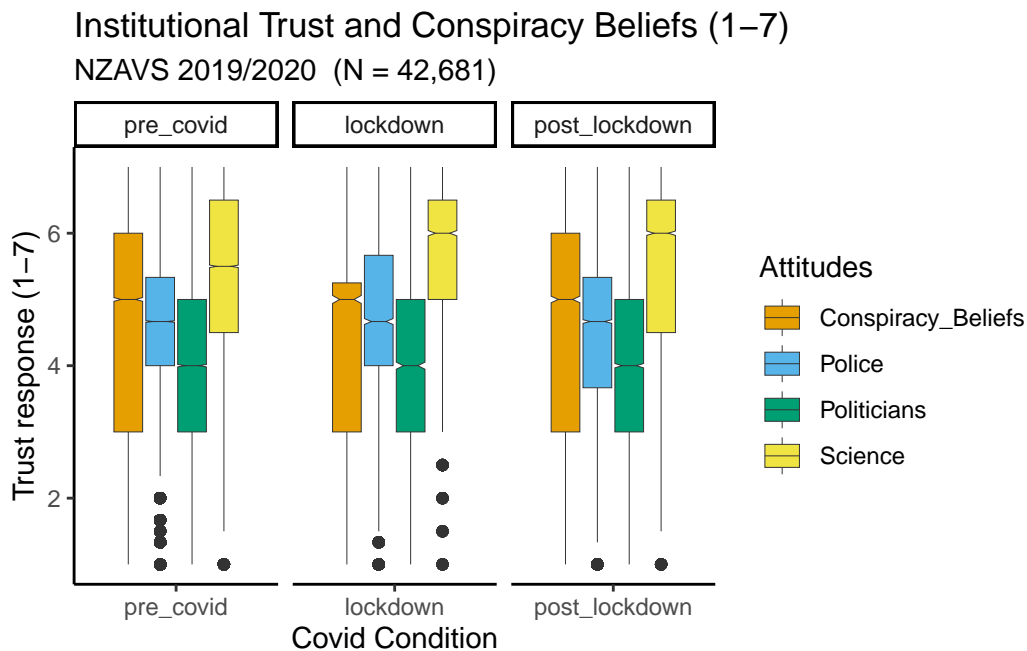 Institutional Trust and Conspiracy Beliefs (1−7)
NZAVS 2019/2020  (N = 42,681)
pre_covid
lockdown
post_lockdown
Trust response (1−7)
6
4
2
pre_covid
lockdown
post_lockdown
Covid Condition
Attitudes
Conspiracy_Beliefs
Police
Politicians
Science